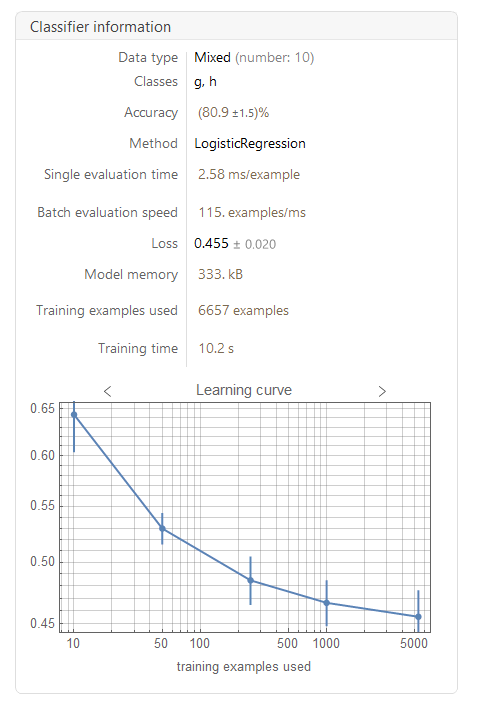 Classifier information
Data type Mixed (number: 10)
Classes g, h
Accuracy (80.9 ±1.5)%
Method LogisticRegression
Single evaluation time 2.58 ms/example
Batch evaluation speed 115. examples/ms
Loss 0.455 ± 0.020
Model memory 333. kB
Training examples used 6657 examples
Training time 10.2 s
Learning curve
0.65
0.60
0.55
0.50
0.45
10 50 100 500 1000 5000
training examples used